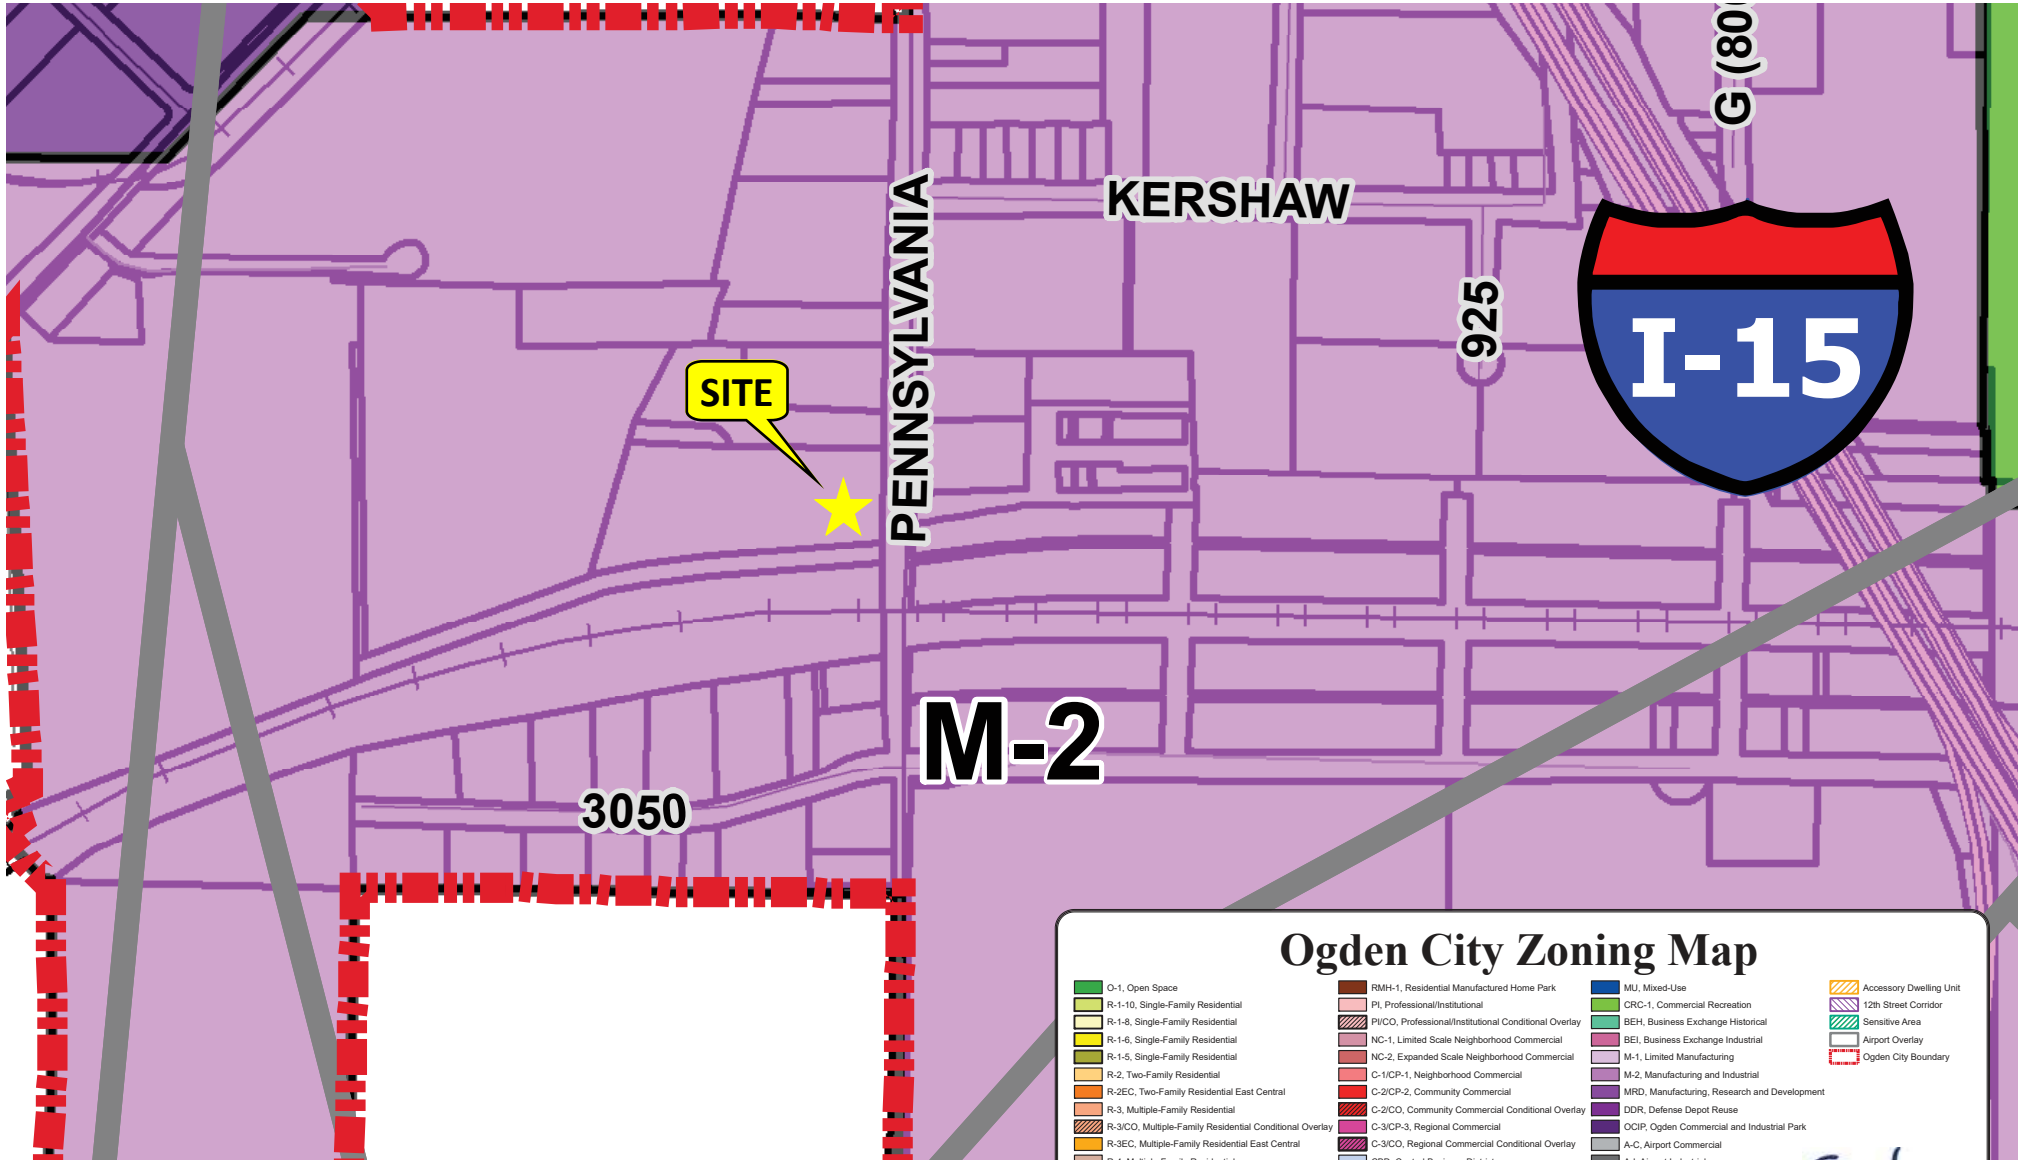 G (80
KERSHAW
PENNSYLVANIA
925
I-15
SITE
M-2
3050
Ogden City Zoning Map
O-1, Open Space
R-1-10, Single-Family Residential
R-1-8, Single-Family Residential
R-1-6, Single-Family Residential
R-1-5, Single-Family Residential
R-2, Two-Family Residential
R-2EC, Two-Family Residential East Central
R-3, Multiple-Family Residential
R-3/CO, Multiple-Family Residential Conditional Overlay
R-3EC, Multiple-Family Residential East Central
RMH-1, Residential Manufactured Home Park
PI, Professional/Institutional
PI/CO, Professional/Institutional Conditional Overlay
NC-1, Limited Scale Neighborhood Commercial
NC-2, Expanded Scale Neighborhood Commercial
C-1/CP-1, Neighborhood Commercial
C-2/CP-2, Community Commercial
C-2/CO, Community Commercial Conditional Overlay
C-3/CP-3, Regional Commercial
C-3/CO, Regional Commercial Conditional Overlay
MU, Mixed-Use
CRC-1, Commercial Recreation
BEH, Business Exchange Historical
BEI, Business Exchange Industrial
M-1, Limited Manufacturing
M-2, Manufacturing and Industrial
MRD, Manufacturing, Research and Development
DDR, Defense Depot Reuse
OCIP, Ogden Commercial and Industrial Park
A-C, Airport Commercial
Accessory Dwelling Unit
12th Street Corridor
Sensitive Area
Airport Overlay
Ogden City Boundary